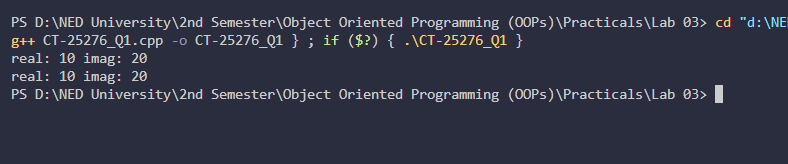 PS D:\NED University\2nd Semester\Object Oriented Programming (OOPs)\Practicals\Lab 03> cd "d:\NE
g++ CT-25276_Q1.cpp -o CT-25276_Q1 } ; if ($?) { .\CT-25276_Q1 }
real: 10 imag: 20
real: 10 imag: 20
PS D:\NED University\2nd Semester\Object Oriented Programming (OOPs)\Practicals\Lab 03>